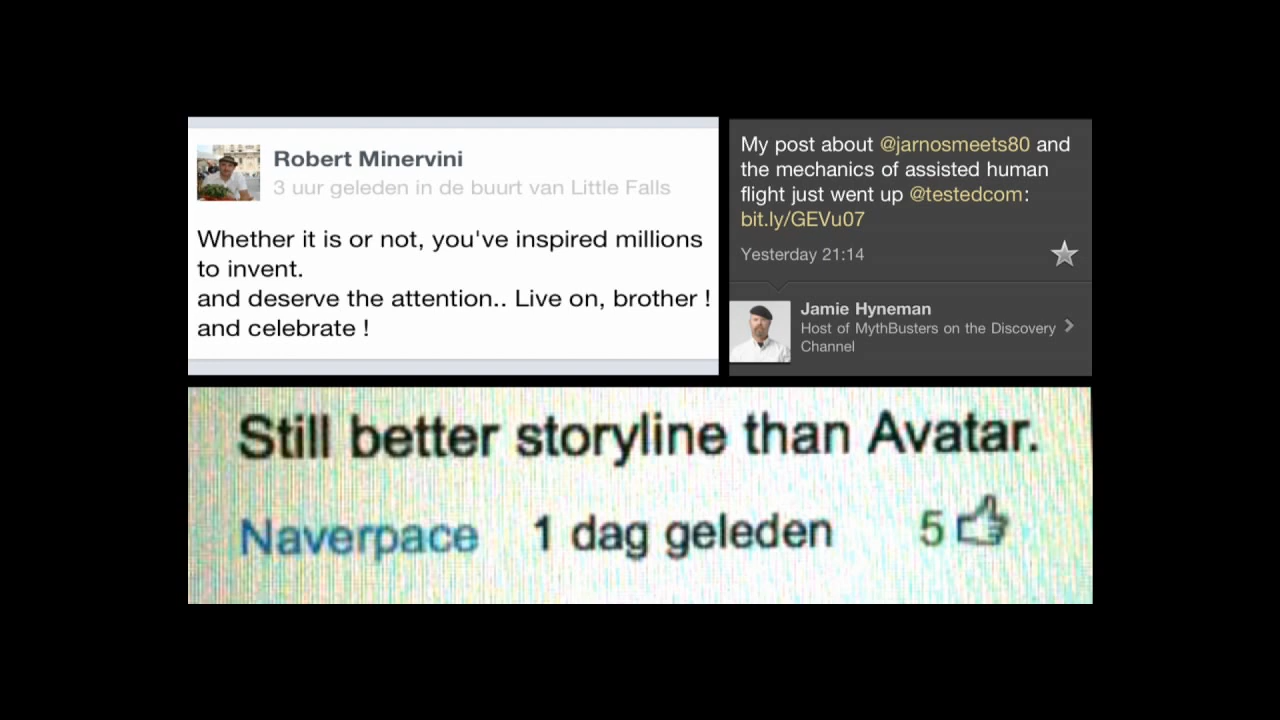 Robert Minervini
3 uur geleden in de buurt van Little Falls
Whether it is or not, you've inspired millions
to invent.
and deserve the attention.. Live on, brother !
and celebrate !
My post about @jarnosmeets80 and
the mechanics of assisted human
flight just went up @testedcom:
bit.ly/GEVu07
Yesterday 21:14
Jamie Hyneman
Host of MythBusters on the Discovery
Channel
Still better storyline than Avatar.
Naverpace 1 dag geleden 5